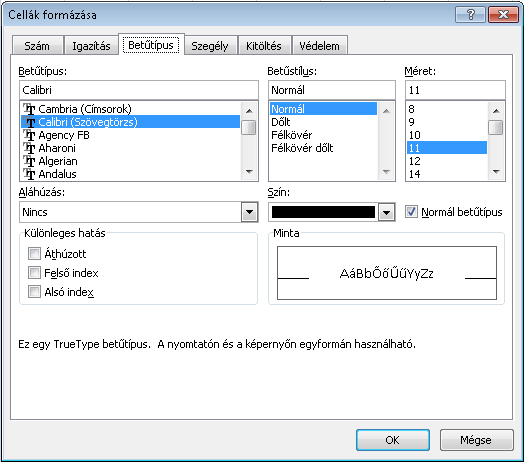 Cellák formázása
Szám Igazítás Betűtípus Szegély Kitöltés Védelem
Betűtípus: Betűstílus: Méret:
Calibri Normál 11
Cambria (Címsorok) Normál 8
Calibri (Szövegtörzs) Dőlt 9
Agency FB Félkövér 10
Aharoni Félkövér dőlt 11
Algerian 12
Andalus 14
Aláhúzás: Szín:
Nincs Normál betűtípus
Különleges hatás Minta
Áthúzott
Felső index AáBbŐőŰűYyZz
Alsó index
Ez egy TrueType betűtípus. A nyomtatón és a képernyőn egyformán használható.
OK Mégse